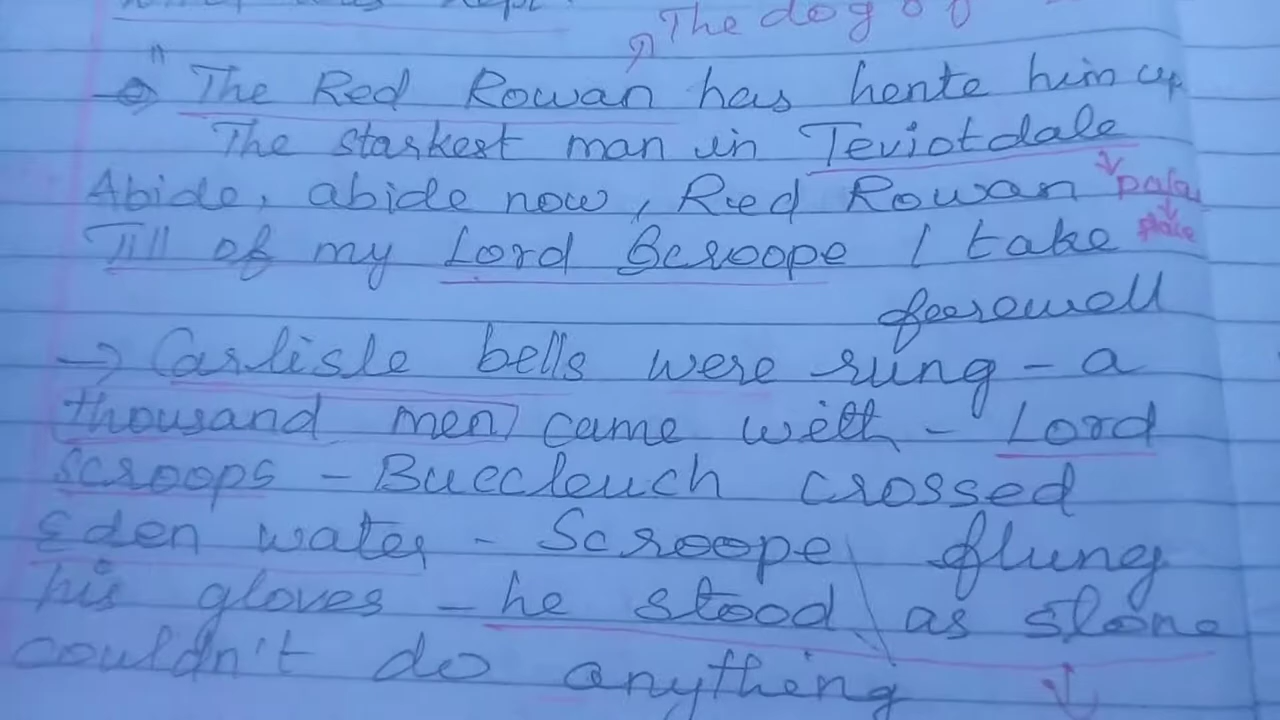 The dog of
→ "The Red Rowan has hente him up
The starkest man in Teviotdale
Abide, abide now, Red Rowan
Till of my Lord Scroope I take
place
farewell
→ Carlisle bells were rung - a
thousand men came with - Lord
Scroops - Buccleuch crossed
Eden water - Scroope flung
his gloves - he stood as stone
couldn't do anything